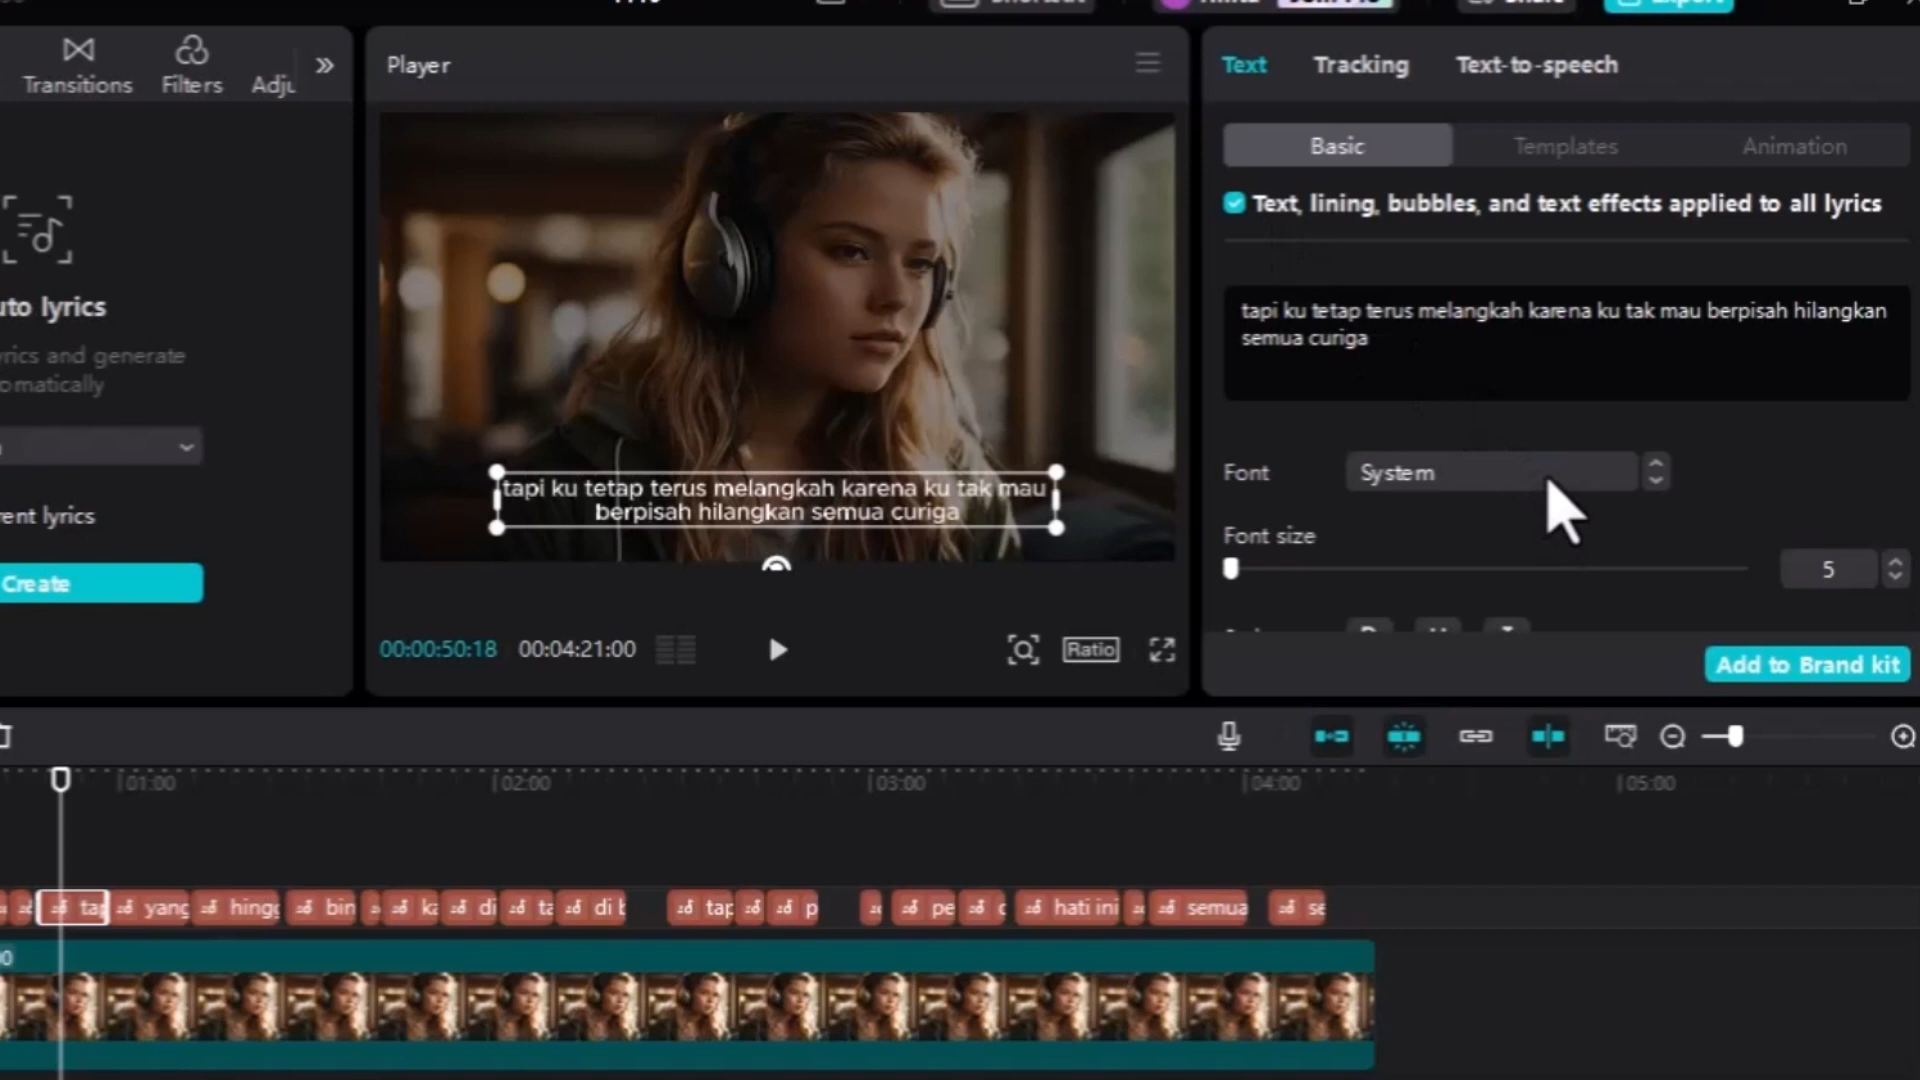 Export
Transitions
Filters
Adju
Player
Text
Tracking
Text-to-speech
Basic
Templates
Animation
Text, lining, bubbles, and text effects applied to all lyrics
uto lyrics
yrics and generate
omatically
ent lyrics
Create
tapi ku tetap terus melangkah karena ku tak mau
berpisah hilangkan semua curiga
00:00:50:18
00:04:21:00
Ratio
tapi ku tetap terus melangkah karena ku tak mau berpisah hilangkan
semua curiga
Font
System
Font size
5
Add to Brand kit
01:00
02:00
03:00
04:00
05:00
tap
yang
hingg
bin
ka
di
ta
di b
tap
p
pe
c
hati ini
semua
se